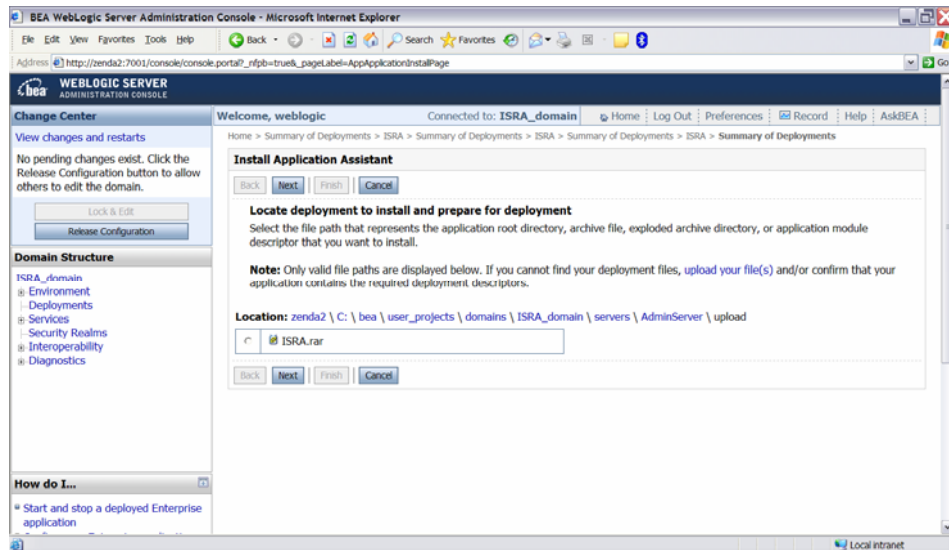 BEA WebLogic Server Administration Console - Microsoft Internet Explorer
File Edit View Favorites Tools Help
Back Search Favorites
Address http://zenda2:7001/console/console.portal?_nfpb=true&_pageLabel=AppApplicationInstallPage Go
bea WEBLOGIC SERVER
ADMINISTRATION CONSOLE
Change Center
View changes and restarts
No pending changes exist. Click the
Release Configuration button to allow
others to edit the domain.
Lock & Edit
Release Configuration
Domain Structure
ISRA_domain
Environment
Deployments
Services
Security Realms
Interoperability
Diagnostics
How do I...
Start and stop a deployed Enterprise
application
Welcome, weblogic Connected to: ISRA_domain Home Log Out Preferences Record Help AskBEA
Home > Summary of Deployments > ISRA > Summary of Deployments > ISRA > Summary of Deployments > ISRA > Summary of Deployments
Install Application Assistant
Back Next Finish Cancel
Locate deployment to install and prepare for deployment
Select the file path that represents the application root directory, archive file, exploded archive directory, or application module
descriptor that you want to install.
Note: Only valid file paths are displayed below. If you cannot find your deployment files, upload your file(s) and/or confirm that your
application contains the required deployment descriptors.
Location: zenda2 \ C: \ bea \ user_projects \ domains \ ISRA_domain \ servers \ AdminServer \ upload
ISRA.rar
Back Next Finish Cancel
Local intranet